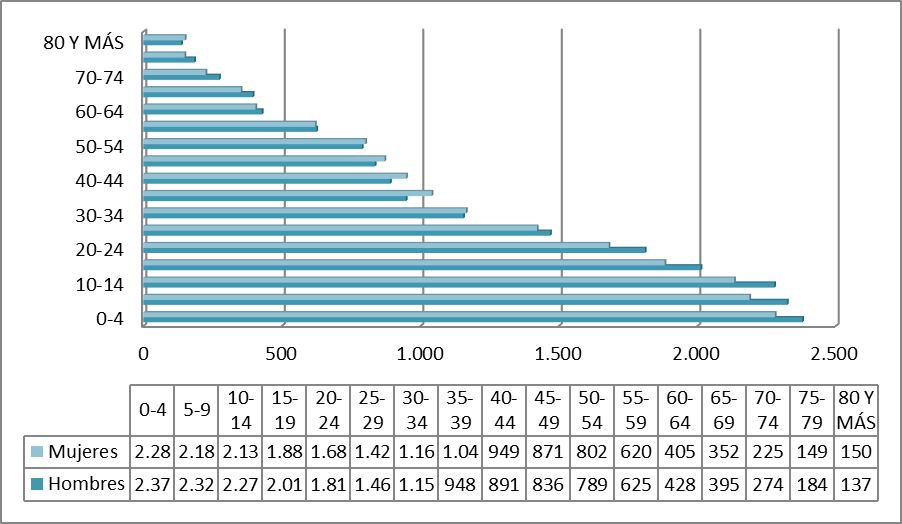 80 Y MÁS
70-74
60-64
50-54
40-44
30-34
20-24
10-14
0-4
0 500 1.000 1.500 2.000 2.500
0-4 5-9 10-14 15-19 20-24 25-29 30-34 35-39 40-44 45-49 50-54 55-59 60-64 65-69 70-74 75-79 80 Y MÁS
Mujeres 2.28 2.18 2.13 1.88 1.68 1.42 1.16 1.04 949 871 802 620 405 352 225 149 150
Hombres 2.37 2.32 2.27 2.01 1.81 1.46 1.15 948 891 836 789 625 428 395 274 184 137